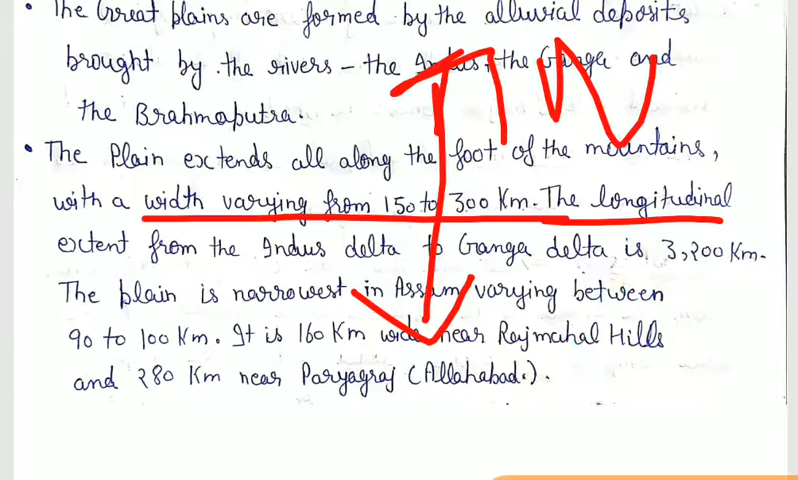 • The Great plains are formed by the alluvial deposits
brought by the rivers – the Indus, the Ganga and
the Brahmaputra.
• The Plain extends all along the foot of the mountains,
with a width varying from 150 to 300 Km. The longitudinal
extent from the Indus delta to Ganga delta is 3,200 Km.
The plain is narrowest in Assam varying between
90 to 100 Km. It is 160 Km wide near Rajmahal Hills
and 280 Km near Paryagraj (Allahabad.).